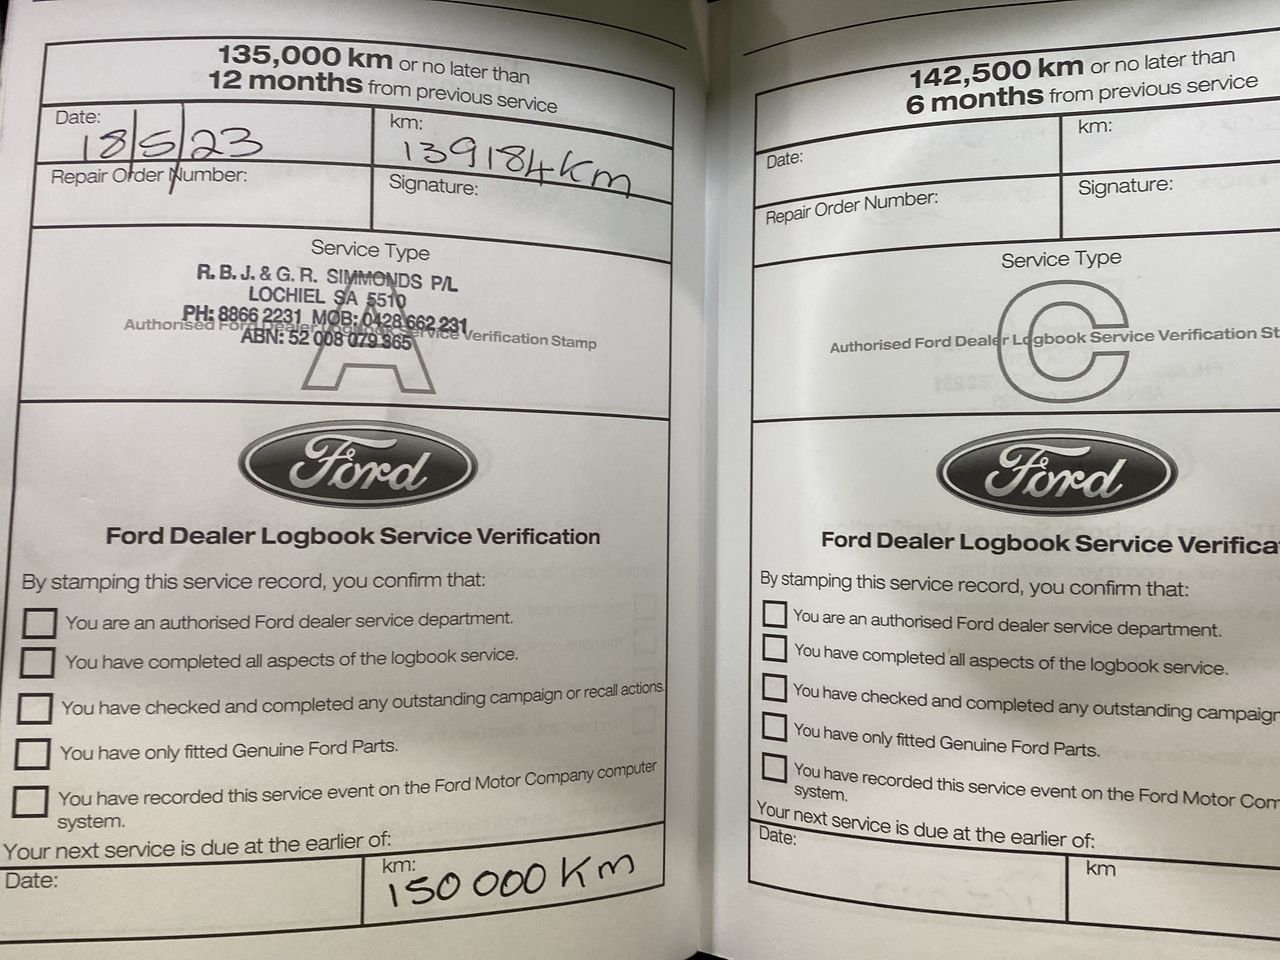 135,000 km or no later than
12 months from previous service
Date:
18/5/23
km:
139184Km
Repair Order Number:
Signature:
Service Type
R. B. J. & G. R. SIMMONDS P/L
LOCHIEL SA 5510
PH: 8866 2231 MOB: 0428 662 231
Authorised Ford Dealer Logbook Service Verification Stamp
ABN: 52 008 079 365
A
Ford
Ford Dealer Logbook Service Verification
By stamping this service record, you confirm that:
You are an authorised Ford dealer service department.
You have completed all aspects of the logbook service.
You have checked and completed any outstanding campaign or recall actions.
You have only fitted Genuine Ford Parts.
You have recorded this service event on the Ford Motor Company computer
system.
Your next service is due at the earlier of:
Date:
km:
150 000 Km
142,500 km or no later than
6 months from previous service
Date:
km:
Repair Order Number:
Signature:
Service Type
C
Authorised Ford Dealer Logbook Service Verification St
Ford
Ford Dealer Logbook Service Verifica
By stamping this service record, you confirm that:
You are an authorised Ford dealer service department.
You have completed all aspects of the logbook service.
You have checked and completed any outstanding campaign
You have only fitted Genuine Ford Parts.
You have recorded this service event on the Ford Motor Com
system.
Your next service is due at the earlier of:
Date:
km